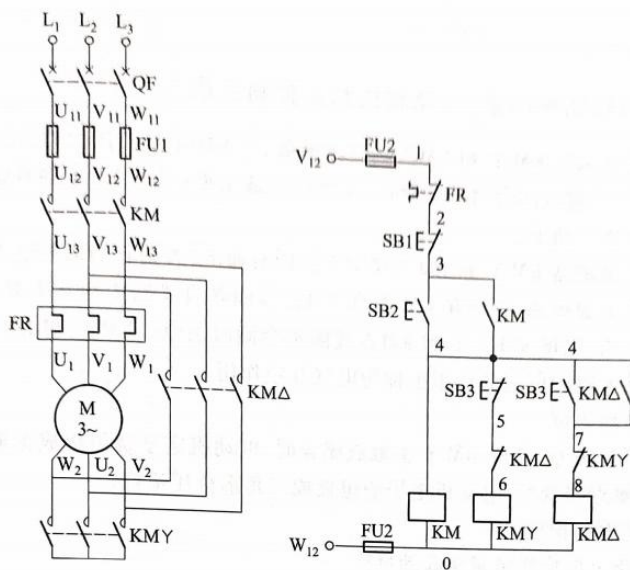 L₁ L₂ L₃
QF
U₁₁ V₁₁ W₁₁
FU1
U₁₂ V₁₂ W₁₂
KM
U₁₃ V₁₃ W₁₃
FR
U₁ V₁ W₁
KMΔ
M
3~
W₂ U₂ V₂
KMY
V₁₂ FU2 1
FR
2
SB1
3
SB2 KM
4 4
SB3 SB3 KMΔ
5 7
KMΔ KMY
6 8
KM KMY KMΔ
W₁₂ FU2
0